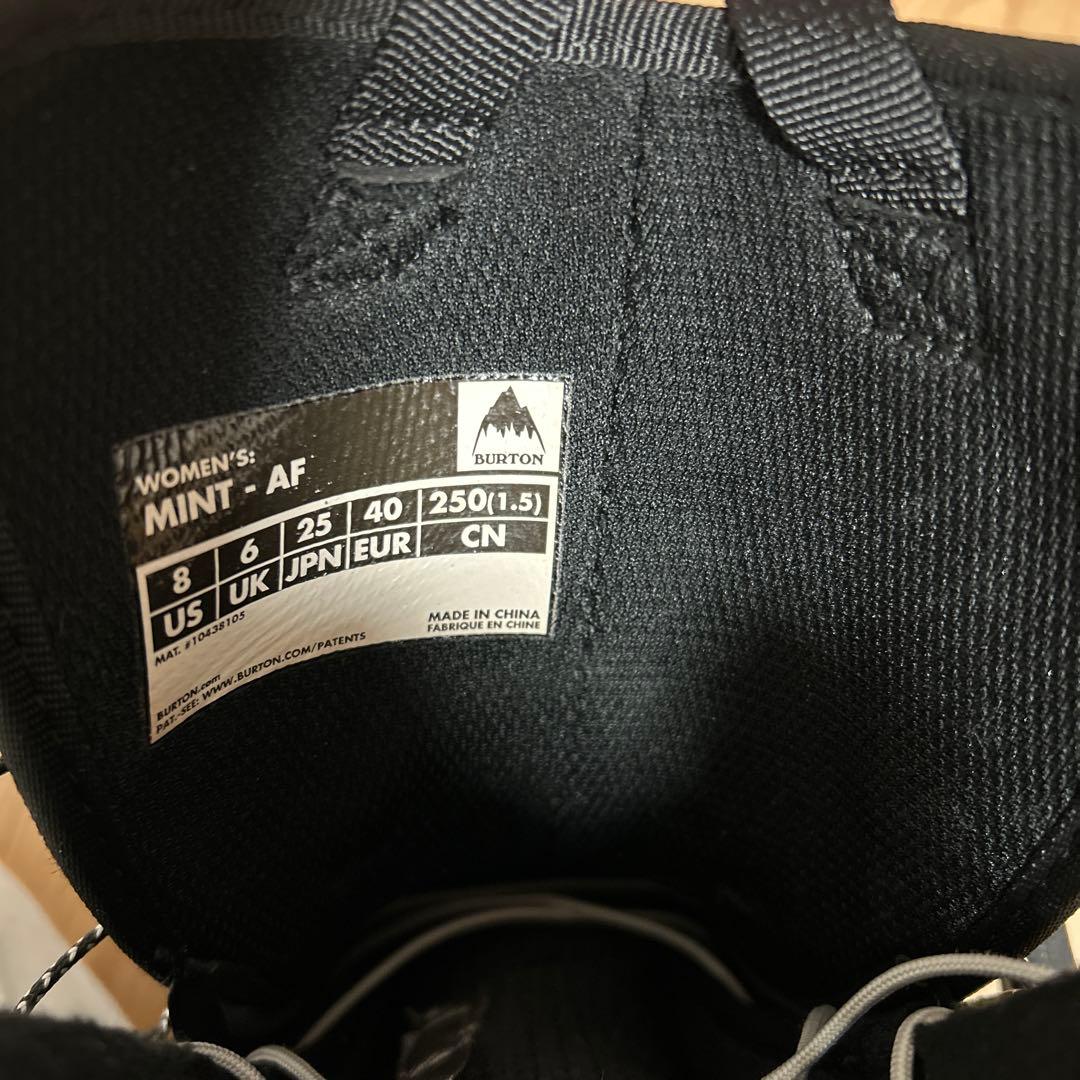 BURTON
WOMEN'S:
MINT - AF
8 6 25 40 250(1.5)
US UK JPN EUR CN
MAT. #10438105
MADE IN CHINA
FABRIQUE EN CHINE
BURTON.com
PAT.-SEE: WWW.BURTON.COM/PATENTS